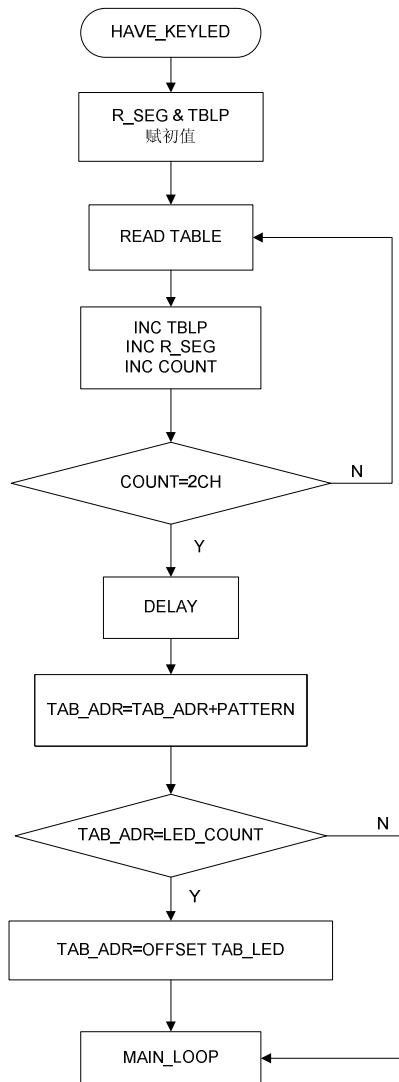 HAVE_KEYLED
R_SEG & TBLP
赋初值
READ TABLE
INC TBLP
INC R_SEG
INC COUNT
COUNT=2CH
N
Y
DELAY
TAB_ADR=TAB_ADR+PATTERN
TAB_ADR=LED_COUNT
N
Y
TAB_ADR=OFFSET TAB_LED
MAIN_LOOP